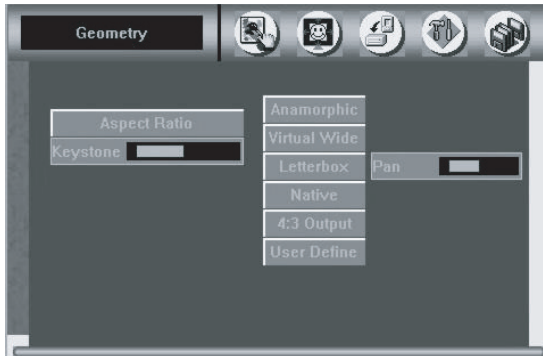 Geometry
Aspect Ratio
Keystone
Anamorphic
Virtual Wide
Letterbox
Pan
Native
4:3 Output
User Define